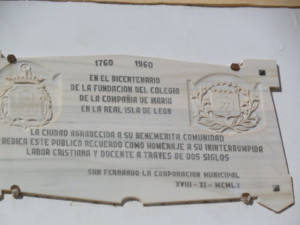 1760 1960
EN EL BICENTENARIO
DE LA FUNDACION DEL COLEGIO
DE LA COMPAÑIA DE MARIA
EN LA REAL ISLA DE LEON
LA CIUDAD AGRADECIDA A SU BENEMERITA COMUNIDAD
DEDICA ESTE PUBLICO RECUERDO COMO HOMENAJE A SU ININTERRUMPIDA
LABOR CRISTIANA Y DOCENTE A TRAVES DE DOS SIGLOS
SAN FERNANDO LA CORPORACION MUNICIPAL
XVIII-XI-MCMLX